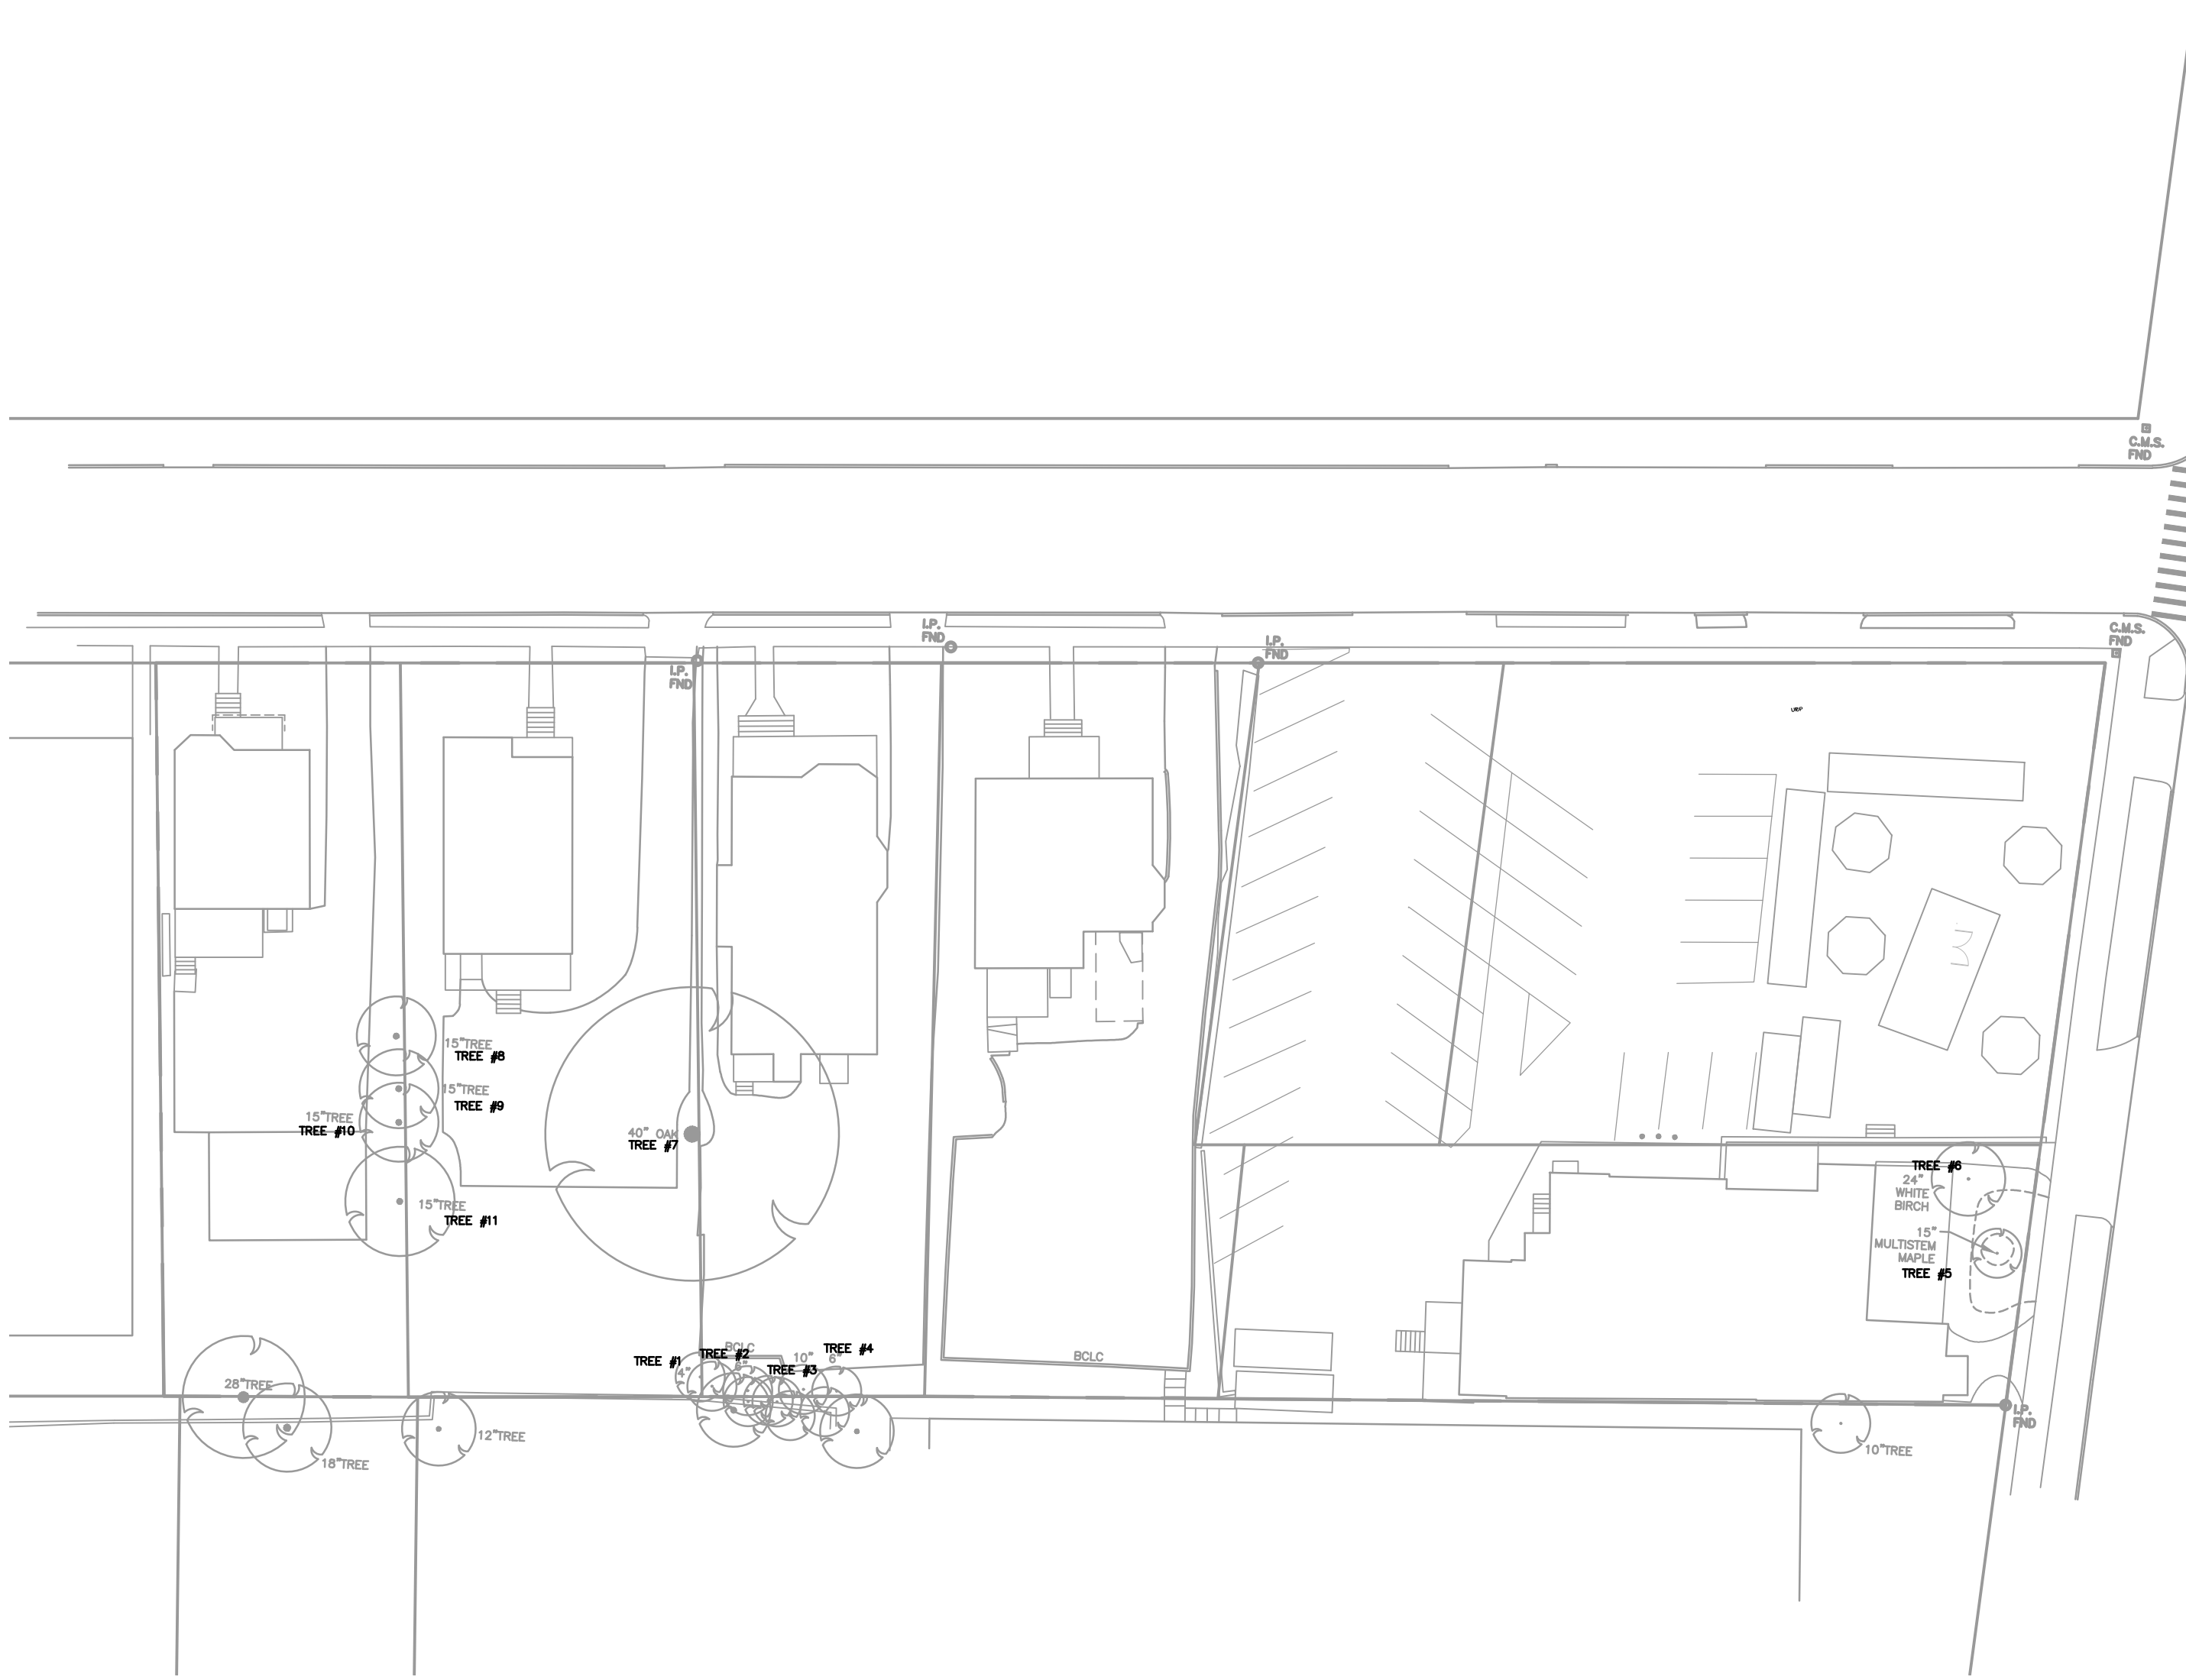 C.M.S.
FND
I.P.
FND
C.M.S.
FND
I.P.
FND
I.P.
FND
15"TREE
TREE #8
15"TREE
TREE #9
15"TREE
TREE #10
40" OAK
TREE #7
TREE #6
24"
WHITE
BIRCH
15"TREE
TREE #11
15"
MULTISTEM
MAPLE
TREE #5
BCLC
TREE #4
TREE #2
TREE #1
10"
6"
BCLC
4"
6"
TREE #3
28"TREE
I.P.
FND
12"TREE
10"TREE
18"TREE